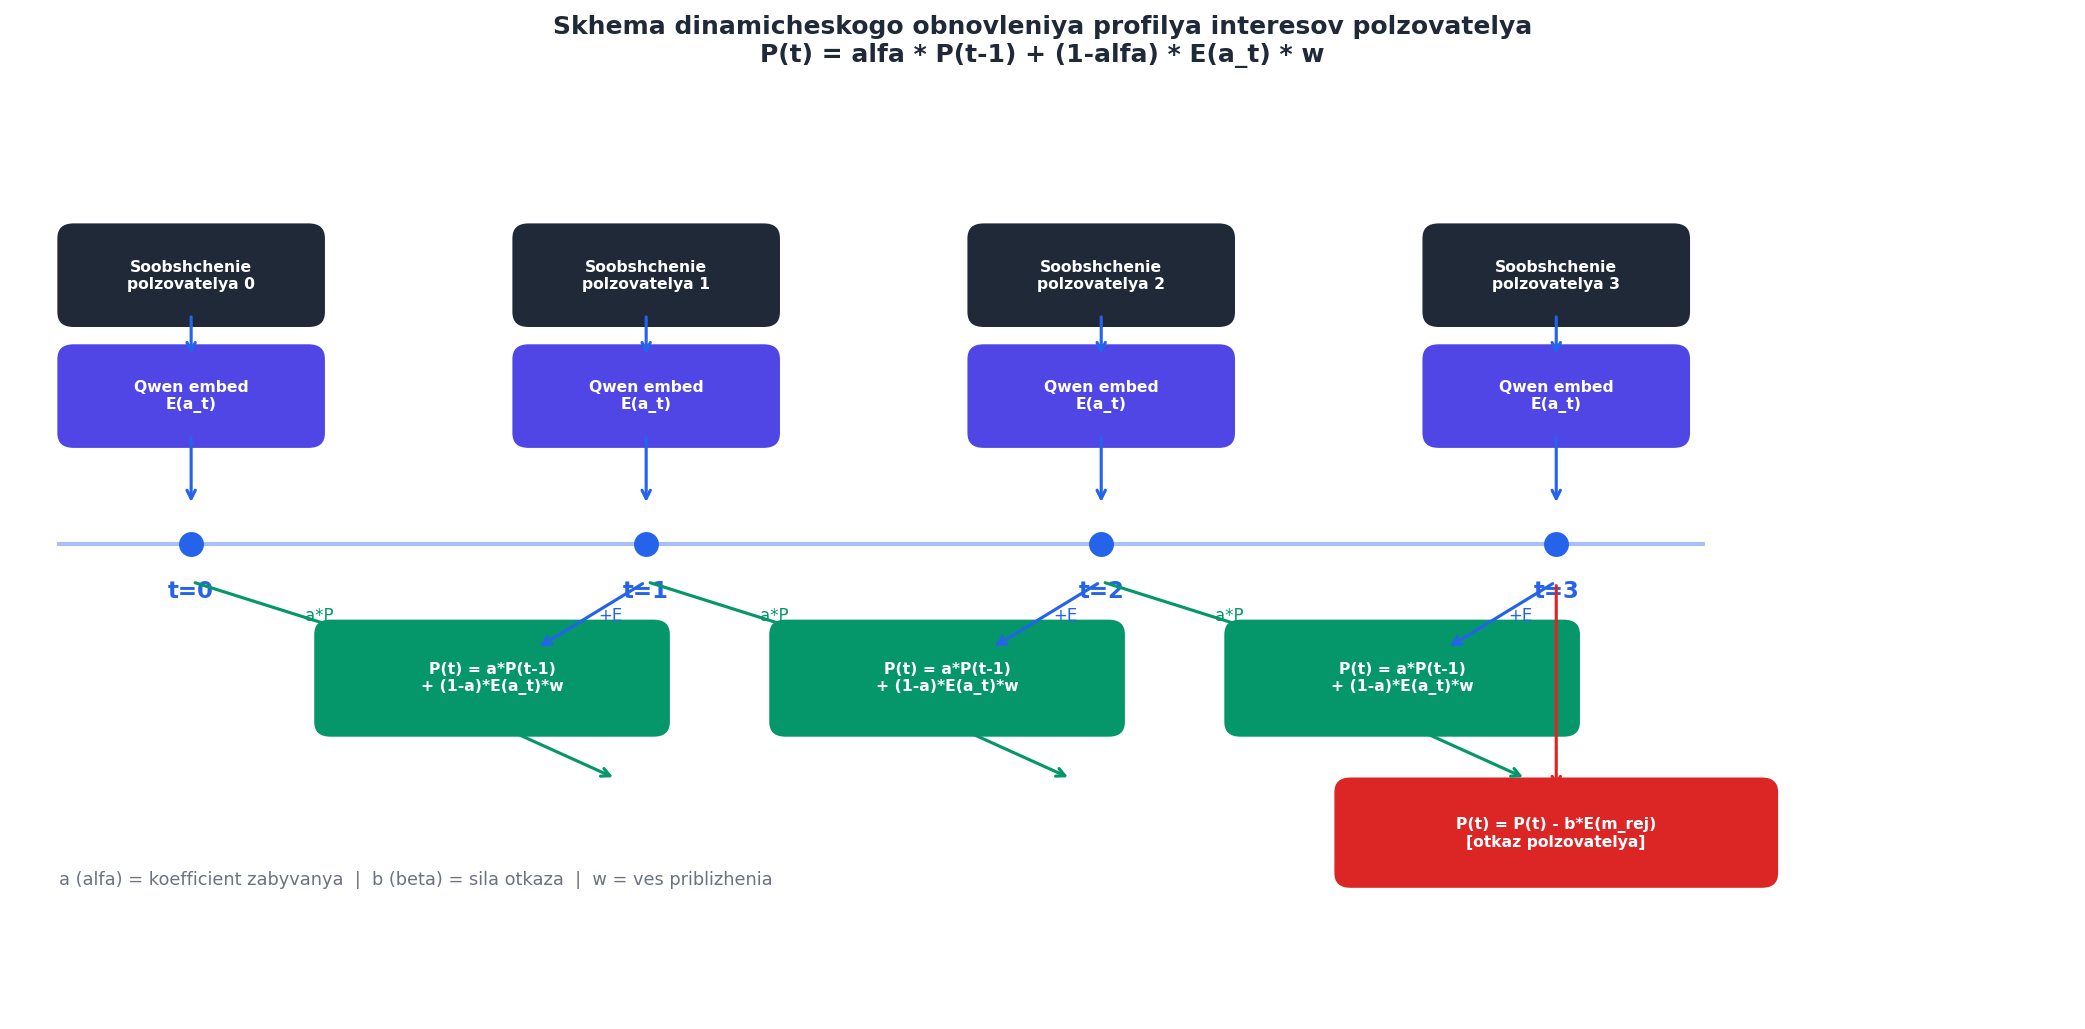 Skhema dinamicheskogo obnovleniya profilya interesov polzovatelya
P(t) = alfa * P(t-1) + (1-alfa) * E(a_t) * w
Soobshchenie
polzovatelya 0
Soobshchenie
polzovatelya 1
Soobshchenie
polzovatelya 2
Soobshchenie
polzovatelya 3
Qwen embed
E(a_t)
Qwen embed
E(a_t)
Qwen embed
E(a_t)
Qwen embed
E(a_t)
t=0
t=1
t=2
t=3
a*P
+E
a*P
+E
a*P
+E
P(t) = a*P(t-1)
+ (1-a)*E(a_t)*w
P(t) = a*P(t-1)
+ (1-a)*E(a_t)*w
P(t) = a*P(t-1)
+ (1-a)*E(a_t)*w
P(t) = P(t) - b*E(m_rej)
[otkaz polzovatelya]
a (alfa) = koefficient zabyvanya | b (beta) = sila otkaza | w = ves priblizhenia